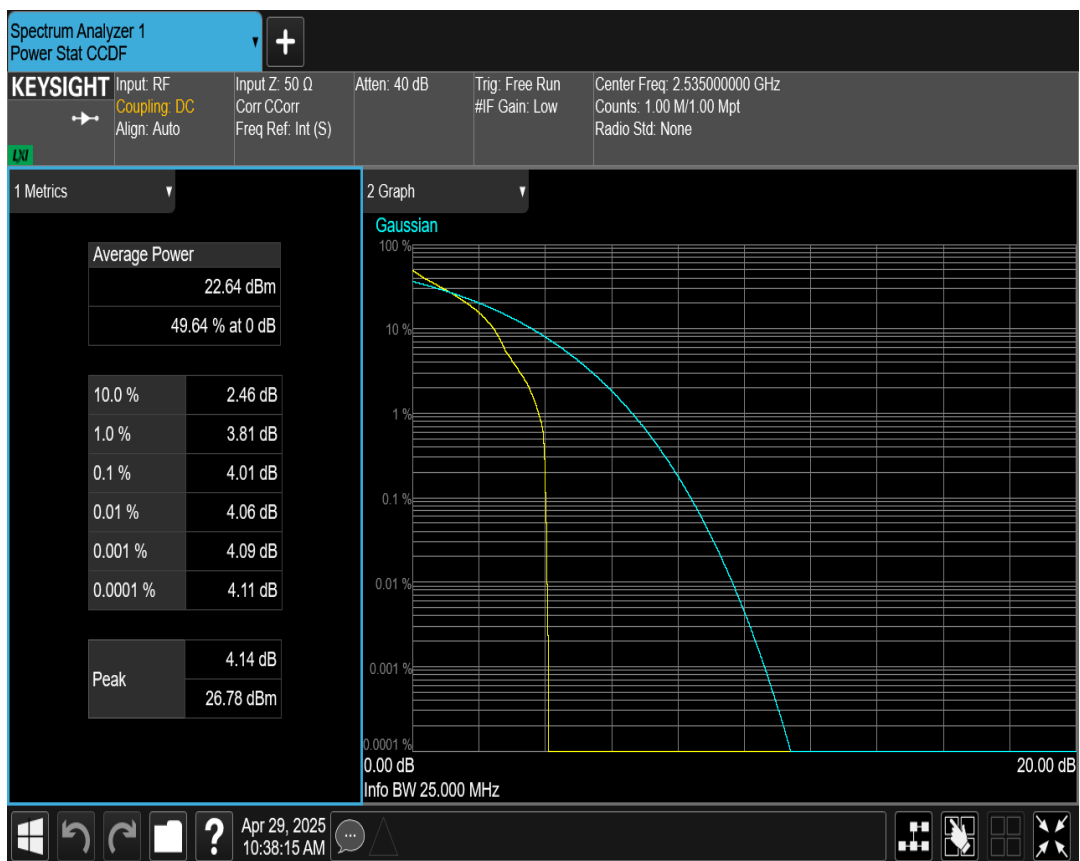 Spectrum Analyzer 1
Power Stat CCDF
+
KEYSIGHT
Input: RF
Coupling: DC
Align: Auto
Input Z: 50 Ω
Corr CCorr
Freq Ref: Int (S)
Atten: 40 dB
Trig: Free Run
#IF Gain: Low
Center Freq: 2.535000000 GHz
Counts: 1.00 M/1.00 Mpt
Radio Std: None
LXI
1 Metrics
Average Power
22.64 dBm
49.64 % at 0 dB
10.0 % 2.46 dB
1.0 % 3.81 dB
0.1 % 4.01 dB
0.01 % 4.06 dB
0.001 % 4.09 dB
0.0001 % 4.11 dB
Peak
4.14 dB
26.78 dBm
2 Graph
Gaussian
100 %
10 %
1 %
0.1 %
0.01 %
0.001 %
0.0001 %
0.00 dB 20.00 dB
Info BW 25.000 MHz
?
Apr 29, 2025
10:38:15 AM